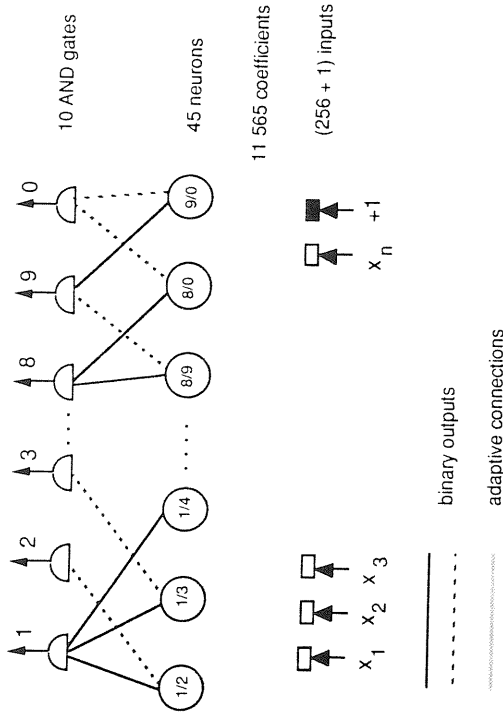 1 2 3 8 9 0 10 AND gates
1/2 1/3 1/4 8/9 8/0 9/0 45 neurons
11 565 coefficients
(256 + 1) inputs
x1 x2 x3 xn +1
binary outputs
adaptive connections